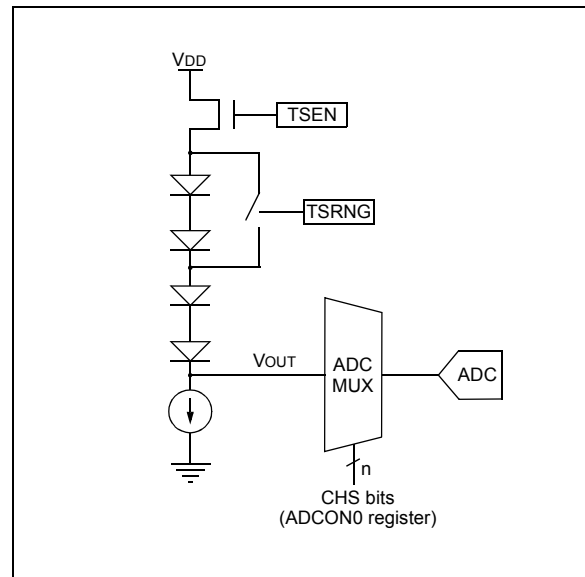 VDD
TSEN
TSRNG
VOUT
ADC
MUX
ADC
n
CHS bits
(ADCON0 register)